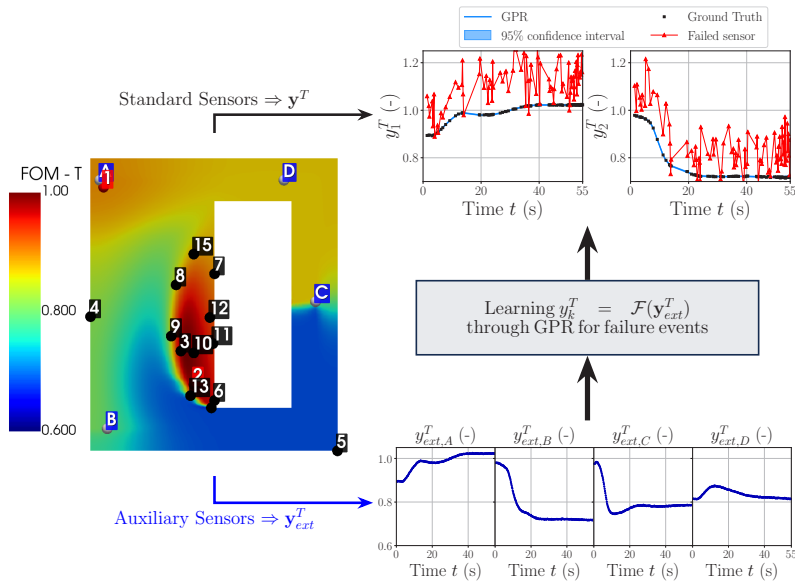 GPR
Ground Truth
95% confidence interval
Failed sensor
Standard Sensors ⇒ y^T
y_1^T (-)
1.2
1.0
0.8
0 20 40 55
Time t (s)
y_2^T (-)
1.2
1.0
0.8
0 20 40 55
Time t (s)
FOM - T
1.00
0.800
0.600
A
1
D
15
7
8
C
4
12
9
11
3
10
2
13
6
B
5
Learning y_k^T = F(y_ext^T)
through GPR for failure events
Auxiliary Sensors ⇒ y_ext^T
y_ext,A^T (-)
y_ext,B^T (-)
y_ext,C^T (-)
y_ext,D^T (-)
1.0
0.8
0.6
0 20 40
0 20 40
0 20 40
0 20 40 55
Time t (s)
Time t (s)
Time t (s)
Time t (s)